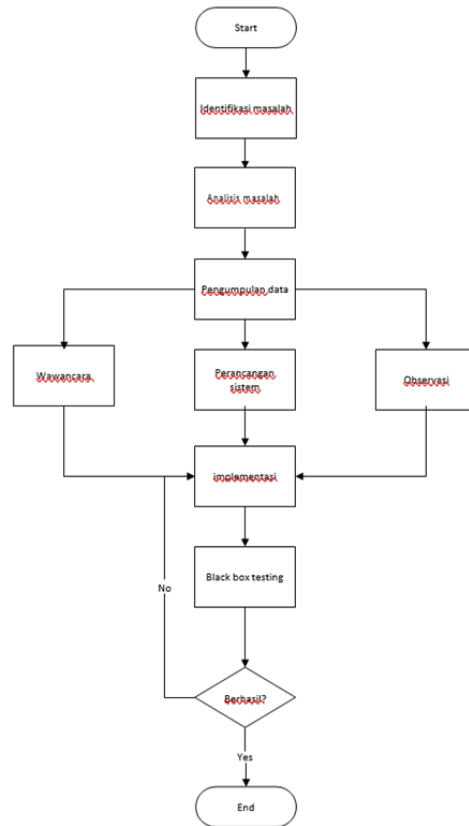 Start
Identifikasi masalah
Analisis masalah
Pengumpulan data
Wawancara
Perancangan
sistem
Observasi
implementasi
Black box testing
No
Berhasil?
Yes
End